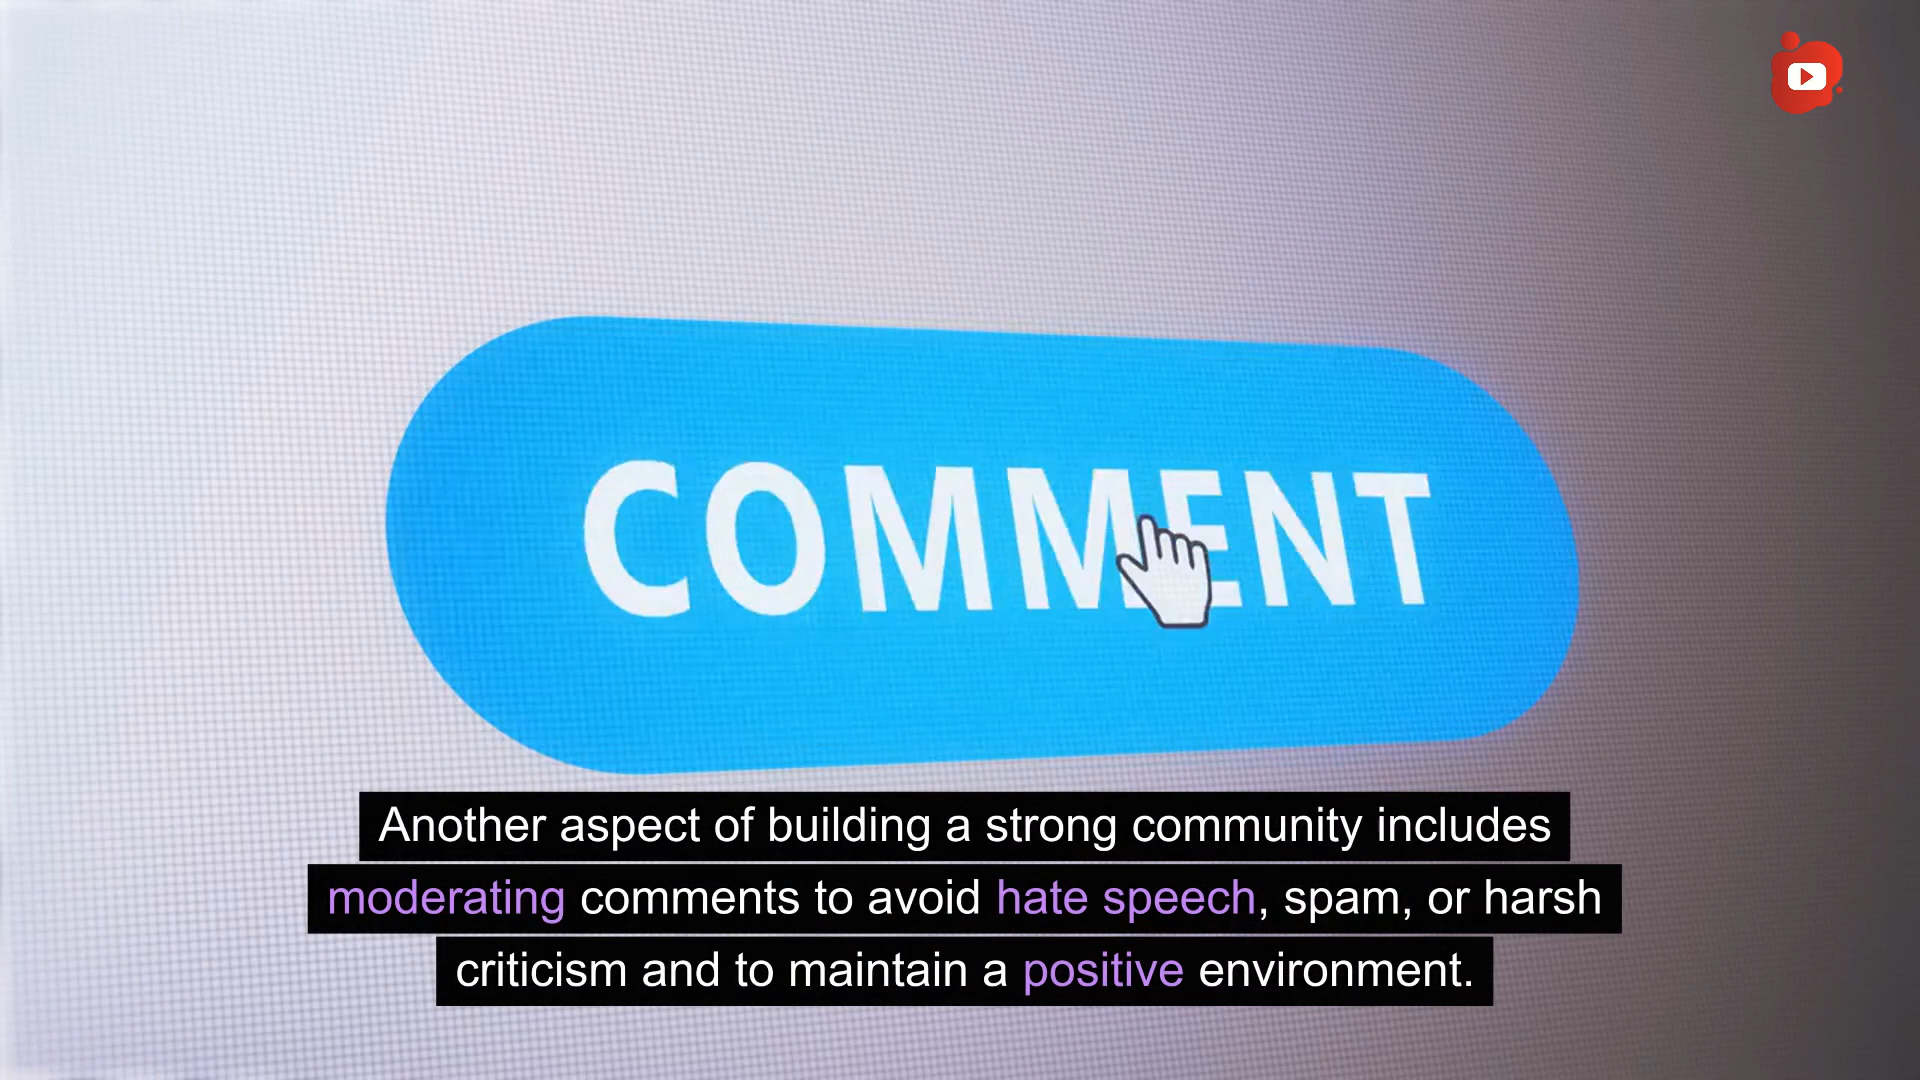 COMMENT
Another aspect of building a strong community includes
moderating comments to avoid hate speech, spam, or harsh
criticism and to maintain a positive environment.